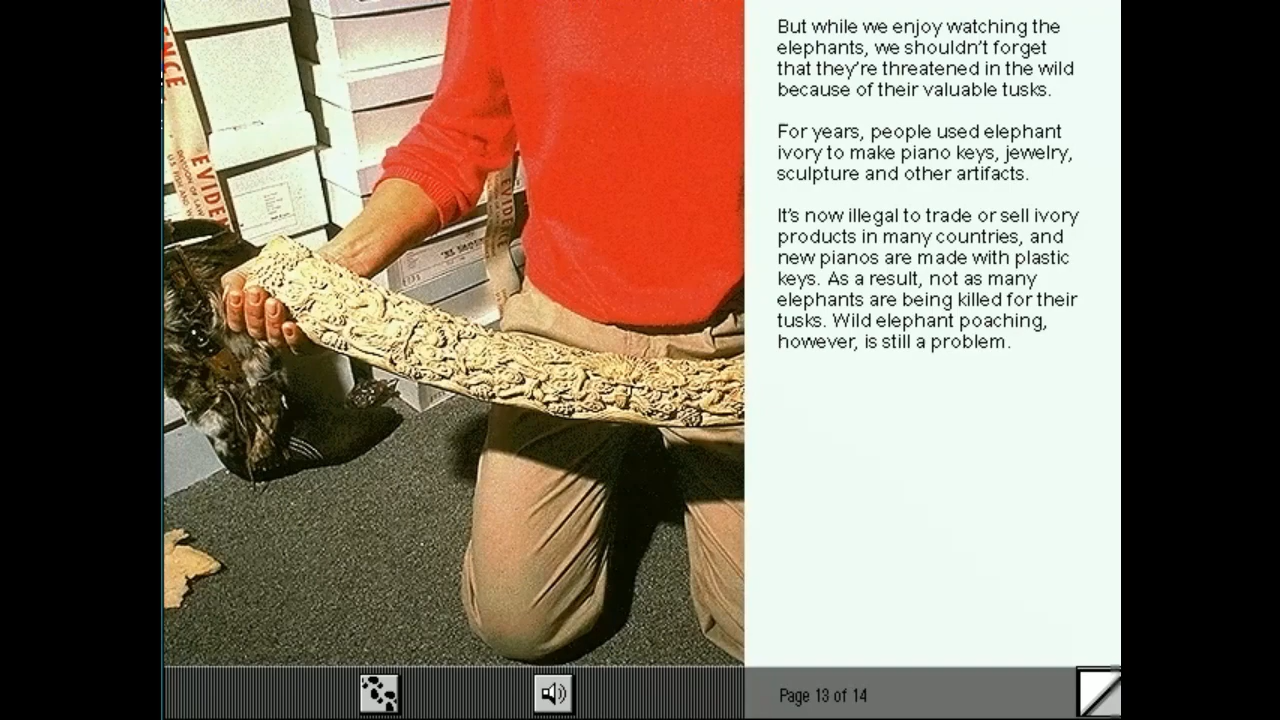 ENCE
EVIDEN
EVIDENCE
But while we enjoy watching the
elephants, we shouldn't forget
that they're threatened in the wild
because of their valuable tusks.
For years, people used elephant
ivory to make piano keys, jewelry,
sculpture and other artifacts.
It's now illegal to trade or sell ivory
products in many countries, and
new pianos are made with plastic
keys. As a result, not as many
elephants are being killed for their
tusks. Wild elephant poaching,
however, is still a problem.
Page 13 of 14